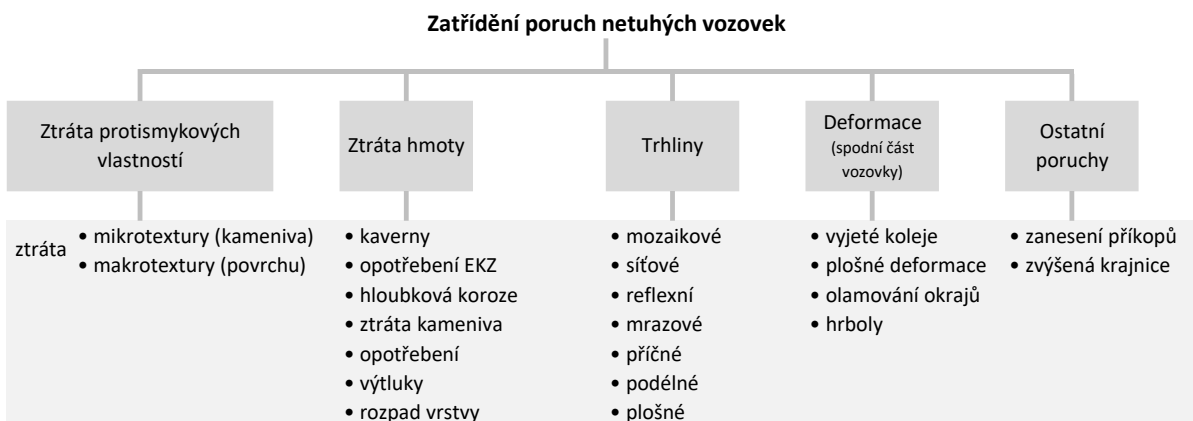 Zatřídění poruch netuhých vozovek
Ztráta protismykových
vlastností
ztráta
• mikrotextury (kameniva)
• makrotextury (povrchu)
Ztráta hmoty
• kaverny
• opotřebení EKZ
• hloubková koroze
• ztráta kameniva
• opotřebení
• výtluky
• rozpad vrstvy
Trhliny
• mozaikové
• síťové
• reflexní
• mrazové
• příčné
• podélné
• plošné
Deformace
(spodní část
vozovky)
• vyjeté koleje
• plošné deformace
• olamování okrajů
• hrboly
Ostatní
poruchy
• zanesení příkopů
• zvýšená krajnice